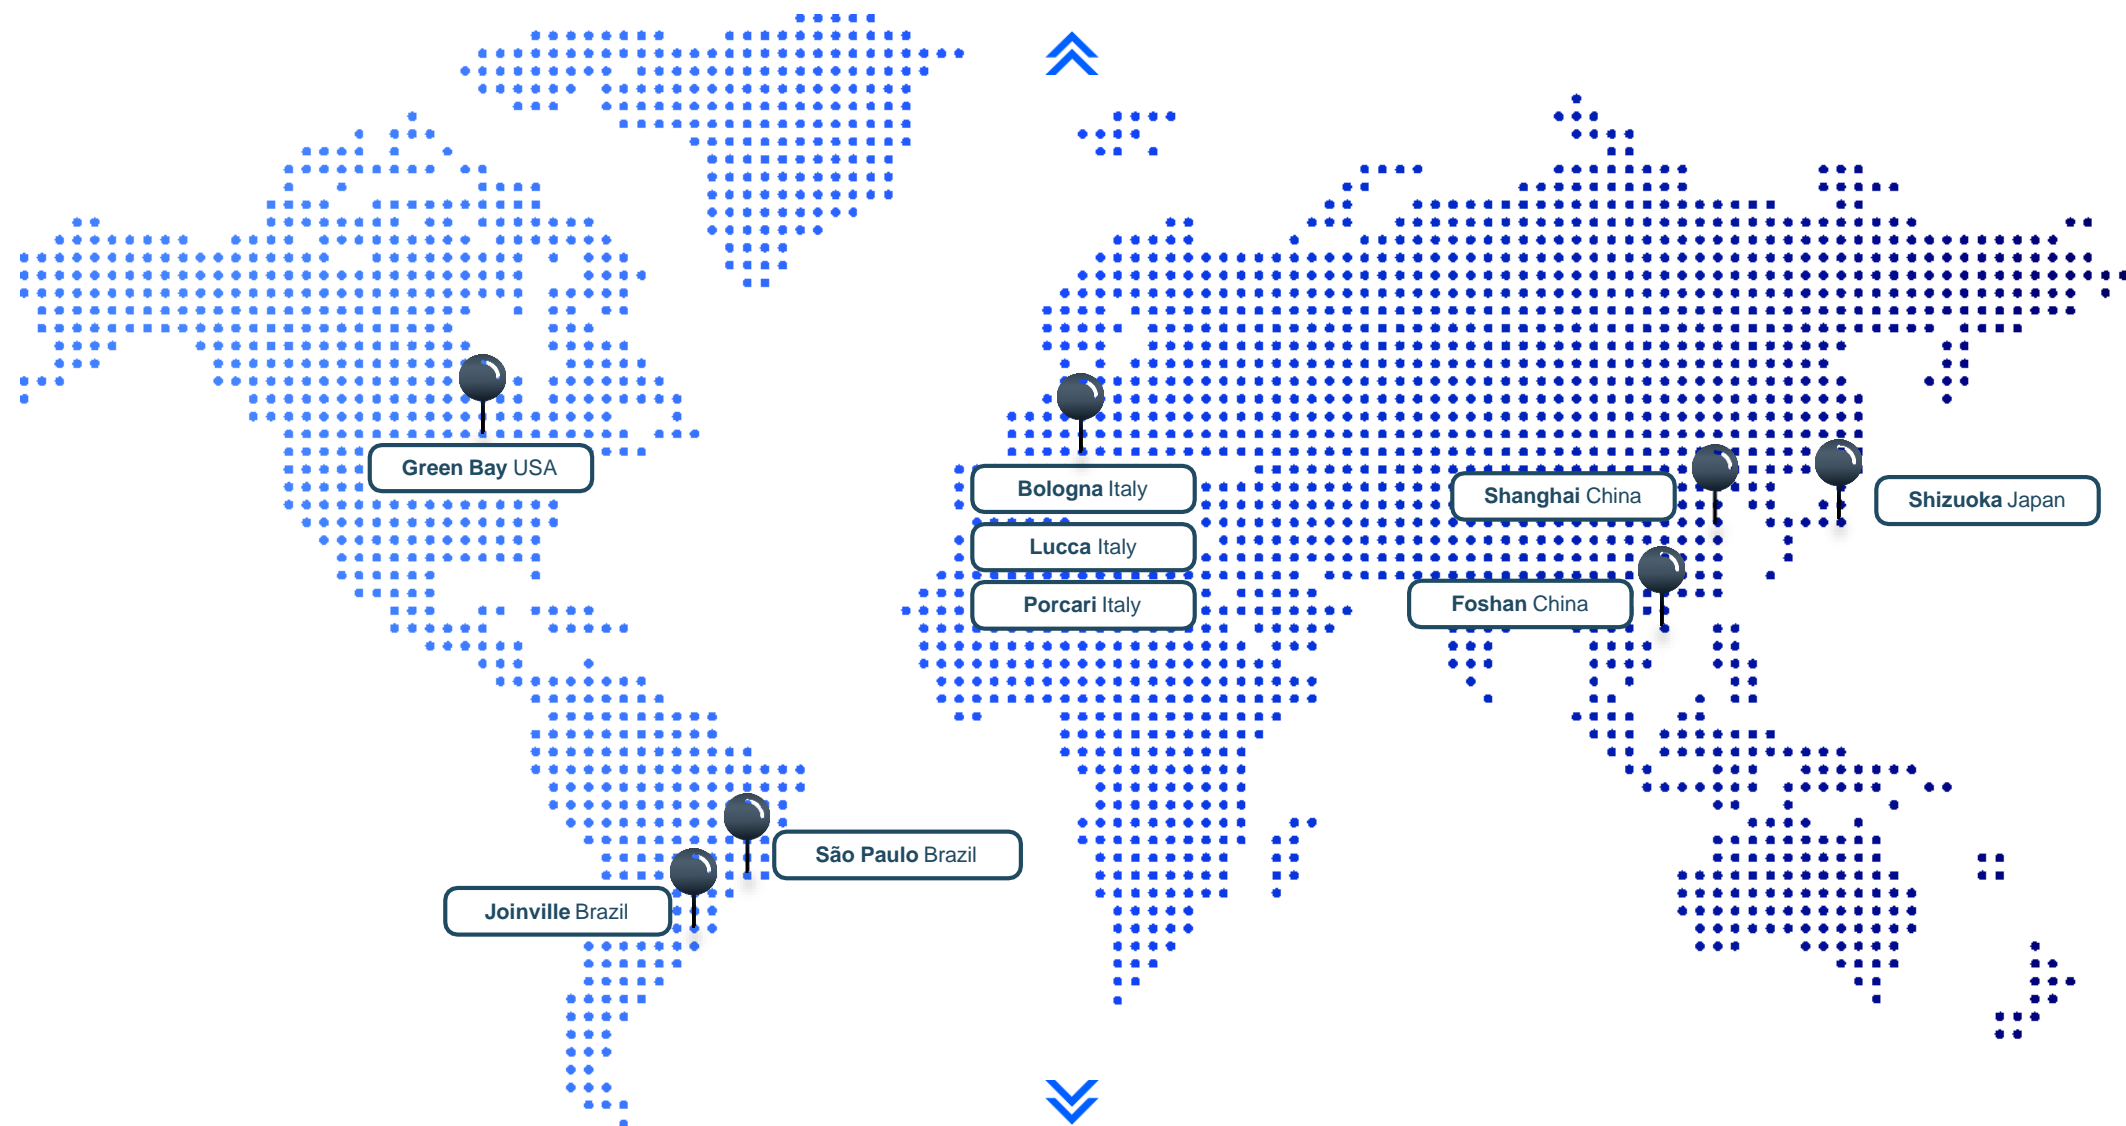 Green Bay USA
Bologna Italy
Shanghai China
Shizuoka Japan
Lucca Italy
Porcari Italy
Foshan China
São Paulo Brazil
Joinville Brazil